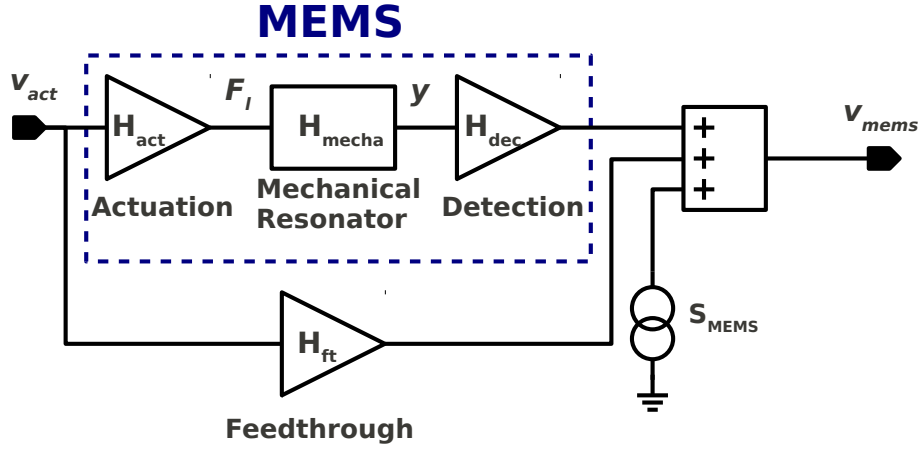 MEMS
v_act
F_l
y
H_act
H_mecha
H_dec
v_mems
+
+
+
Actuation
Mechanical
Resonator
Detection
S_MEMS
H_ft
Feedthrough